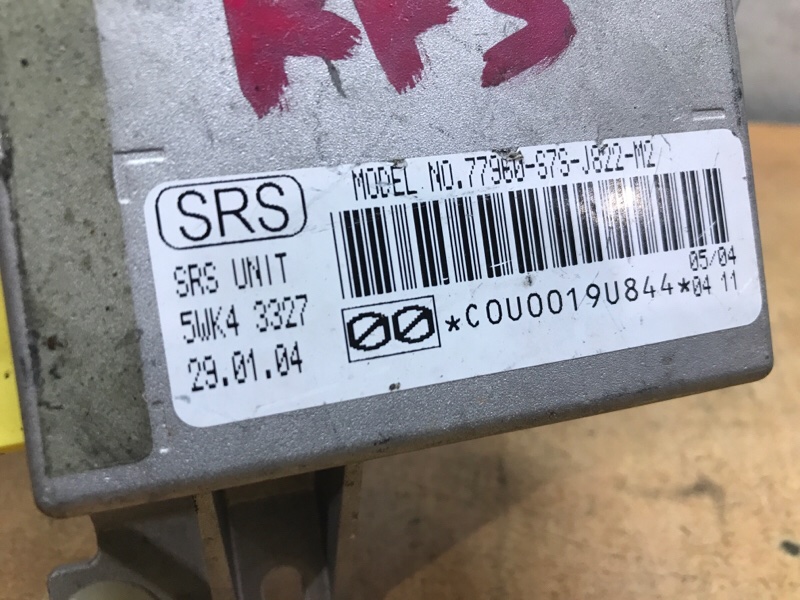 MODEL NO.77960-S7S-J822-M2
SRS
SRS UNIT
5WK4 3327
29.01.04
05/04
00 *C0U0019U844*04 11